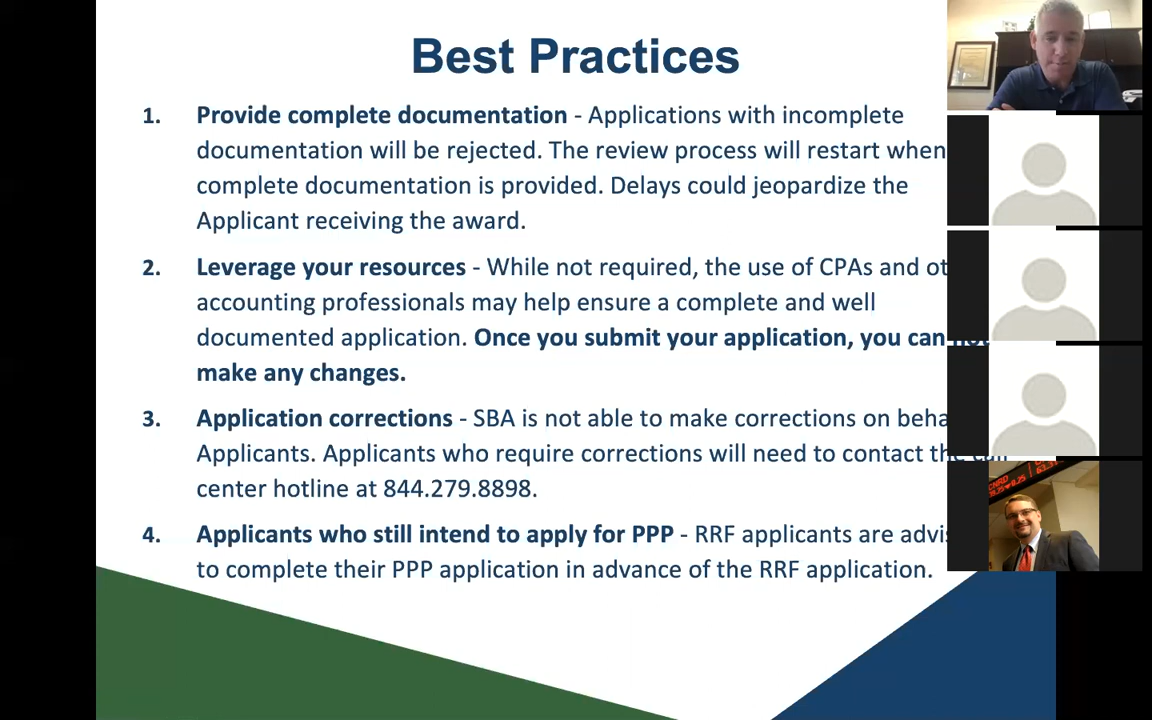 Best Practices
1. Provide complete documentation - Applications with incomplete
documentation will be rejected. The review process will restart when
complete documentation is provided. Delays could jeopardize the
Applicant receiving the award.
2. Leverage your resources - While not required, the use of CPAs and
accounting professionals may help ensure a complete and well
documented application. Once you submit your application, you can not
make any changes.
3. Application corrections - SBA is not able to make corrections on
Applicants. Applicants who require corrections will need to contact the call
center hotline at 844.279.8898.
4. Applicants who still intend to apply for PPP - RRF applicants are
to complete their PPP application in advance of the RRF application.